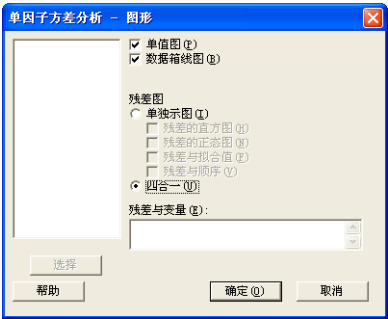 单因子方差分析 - 图形
单值图(P)
数据箱线图(B)
残差图
单独示图(I)
残差的直方图(H)
残差的正态图(N)
残差与拟合值(F)
残差与顺序(V)
四合一(U)
残差与变量(E):
选择
帮助
确定(O)
取消